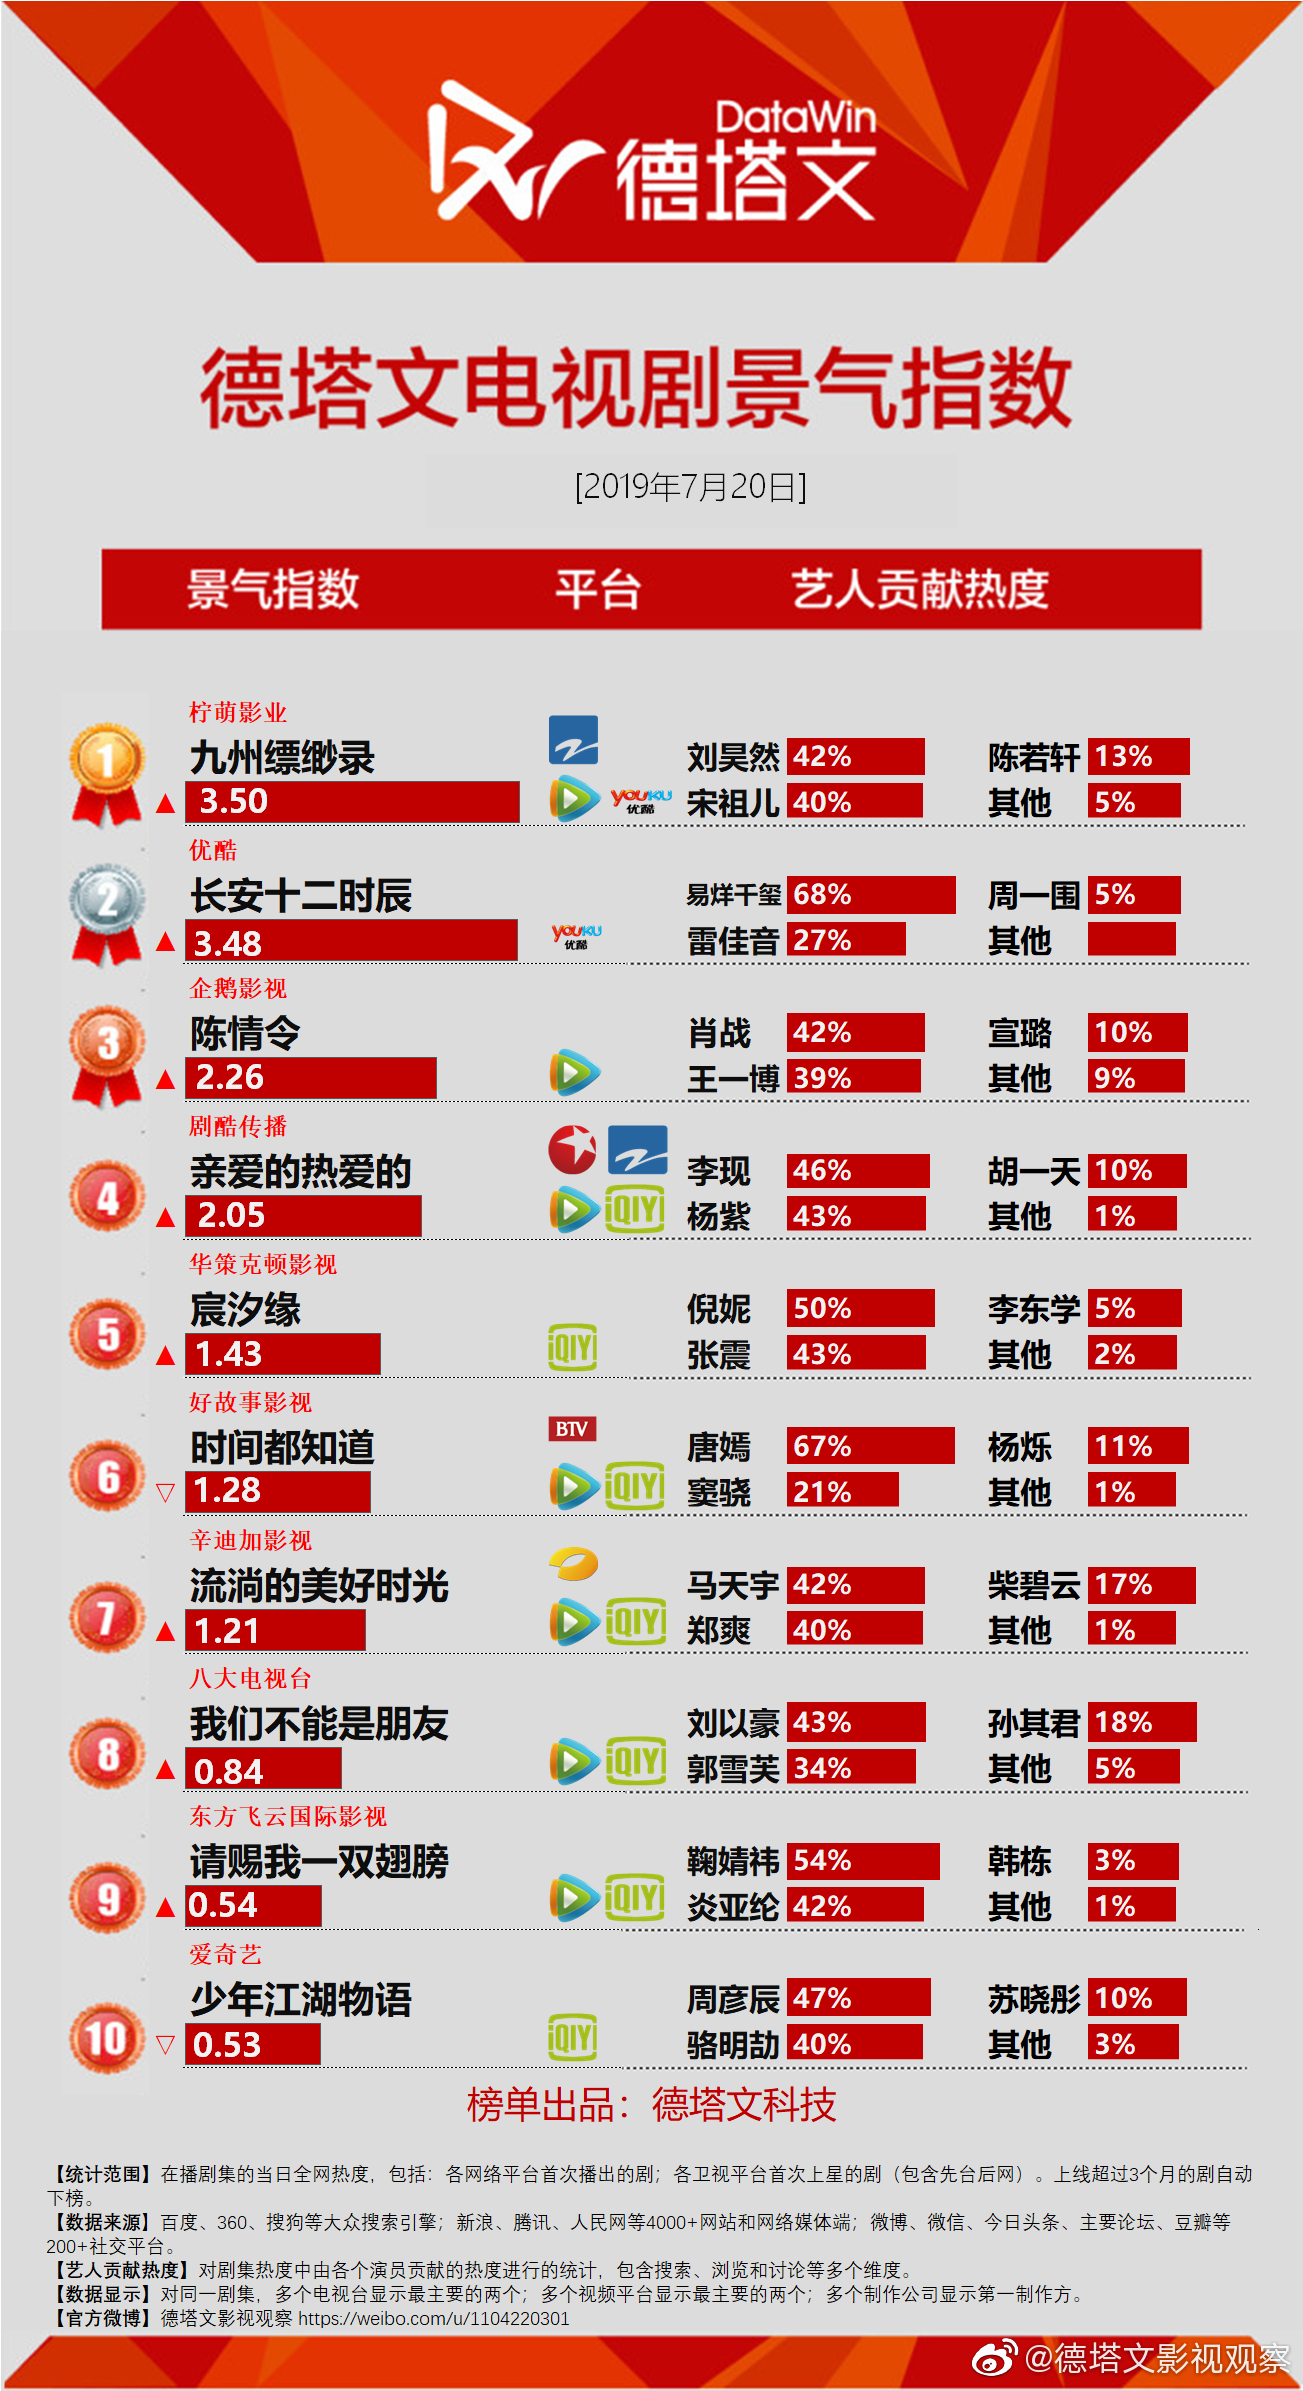 DataWin
德塔文
德塔文电视剧景气指数
[2019年7月20日]
景气指数 平台 艺人贡献热度
柠萌影业
1 九州缥缈录 刘昊然 42% 陈若轩 13%
▲ 3.50 YOUKU 优酷 宋祖儿 40% 其他 5%
优酷
2 长安十二时辰 易烊千玺 68% 周一围 5%
▲ 3.48 YOUKU 优酷 雷佳音 27% 其他
企鹅影视
3 陈情令 肖战 42% 宣璐 10%
▲ 2.26 王一博 39% 其他 9%
剧酷传播
4 亲爱的热爱的 李现 46% 胡一天 10%
▲ 2.05 iQIYI 杨紫 43% 其他 1%
华策克顿影视
5 宸汐缘 倪妮 50% 李东学 5%
▲ 1.43 iQIYI 张震 43% 其他 2%
好故事影视
6 时间都知道 BTV 唐嫣 67% 杨烁 11%
▽ 1.28 iQIYI 窦骁 21% 其他 1%
辛迪加影视
7 流淌的美好时光 马天宇 42% 柴碧云 17%
▲ 1.21 iQIYI 郑爽 40% 其他 1%
八大电视台
8 我们不能是朋友 刘以豪 43% 孙其君 18%
▲ 0.84 iQIYI 郭雪芙 34% 其他 5%
东方飞云国际影视
9 请赐我一双翅膀 鞠婧祎 54% 韩栋 3%
▲ 0.54 iQIYI 炎亚纶 42% 其他 1%
爱奇艺
10 少年江湖物语 周彦辰 47% 苏晓彤 10%
▽ 0.53 iQIYI 骆明劼 40% 其他 3%
榜单出品：德塔文科技
【统计范围】在播剧集的当日全网热度，包括：各网络平台首次播出的剧；各卫视平台首次上星的剧（包含先台后网）。上线超过3个月的剧自动
下榜。
【数据来源】百度、360、搜狗等大众搜索引擎；新浪、腾讯、人民网等4000+网站和网络媒体端；微博、微信、今日头条、主要论坛、豆瓣等
200+社交平台。
【艺人贡献热度】对剧集热度中由各个演员贡献的热度进行的统计，包含搜索、浏览和讨论等多个维度。
【数据显示】对同一剧集，多个电视台显示最主要的两个；多个视频平台显示最主要的两个；多个制作公司显示第一制作方。
【官方微博】德塔文影视观察 https://weibo.com/u/1104220301
@德塔文影视观察